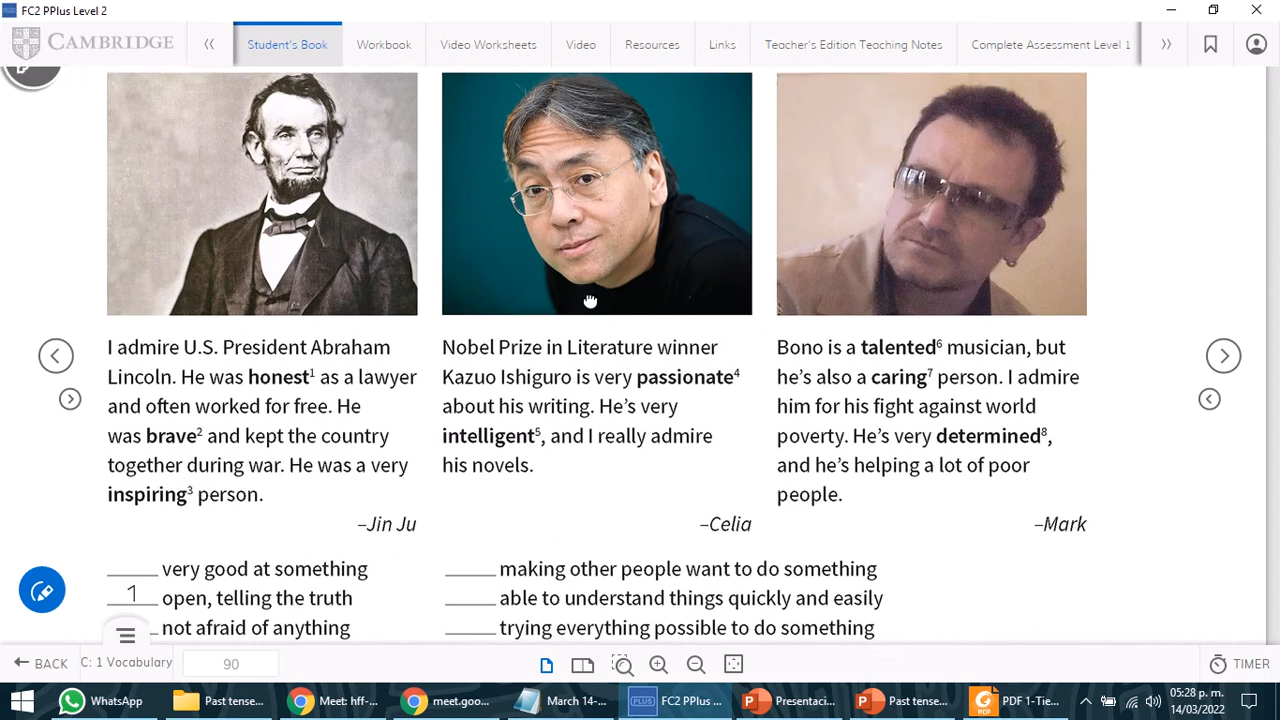 FC2 PPlus Level 2
CAMBRIDGE
Student's Book
Workbook
Video Worksheets
Video
Resources
Link
Teacher's Edition Teaching Notes
Complete Assessment Level 1
I admire U.S. President Abraham
Lincoln. He was honest1 as a lawyer
and often worked for free. He
was brave2 and kept the country
together during war. He was a very
inspiring3 person.
–Jin Ju
Nobel Prize in Literature winner
Kazuo Ishiguro is very passionate4
about his writing. He's very
intelligent5, and I really admire
his novels.
–Celia
Bono is a talented6 musician, but
he's also a caring7 person. I admire
him for his fight against world
poverty. He's very determined8,
and he's helping a lot of poor
people.
–Mark
_____ very good at something
1 open, telling the truth
_ not afraid of anything
_____ making other people want to do something
_____ able to understand things quickly and easily
_____ trying everything possible to do something
BACK
C: 1 Vocabulary
90
TIMER
WhatsApp
Past tense...
Meet: hff-...
meet.goo...
March 14-...
FC2 PPlus ...
Presentaci...
Past tense...
PDF 1-Tie...
05:28 p. m.
14/03/2022